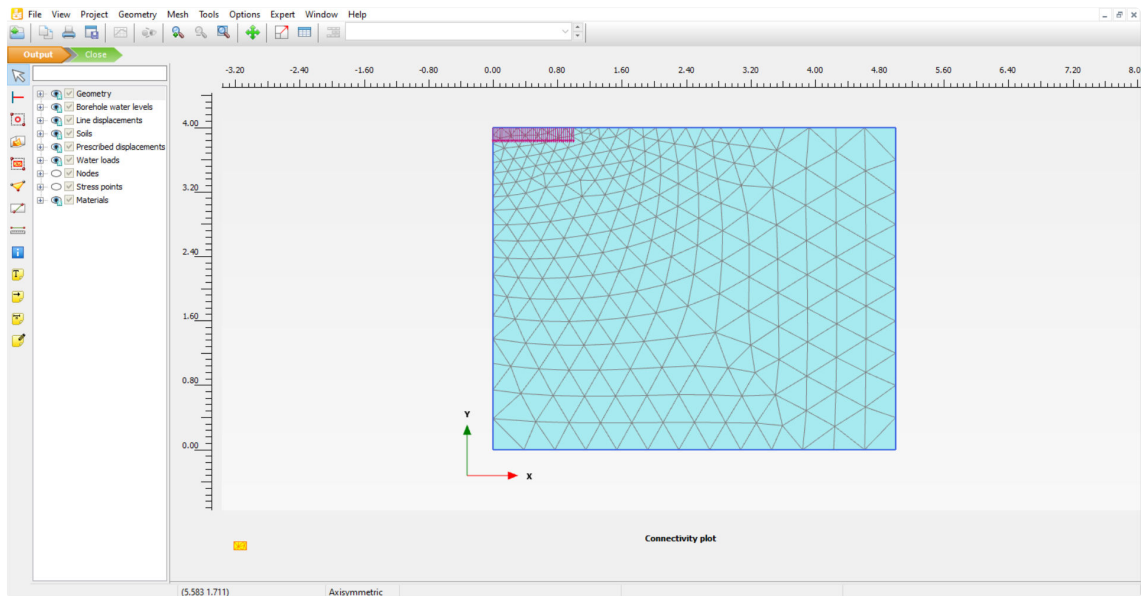 File View Project Geometry Mesh Tools Options Expert Window Help
Output Close
-3.20 -2.40 -1.60 -0.80 0.00 0.80 1.60 2.40 3.20 4.00 4.80 5.60 6.40 7.20 8.0
Geometry
Borehole water levels
Line displacements
Soils
Prescribed displacements
Water loads
Nodes
Stress points
Materials
4.00
3.20
2.40
1.60
0.80
0.00
Y
X
Connectivity plot
(5.583 1.711) Axisymmetric